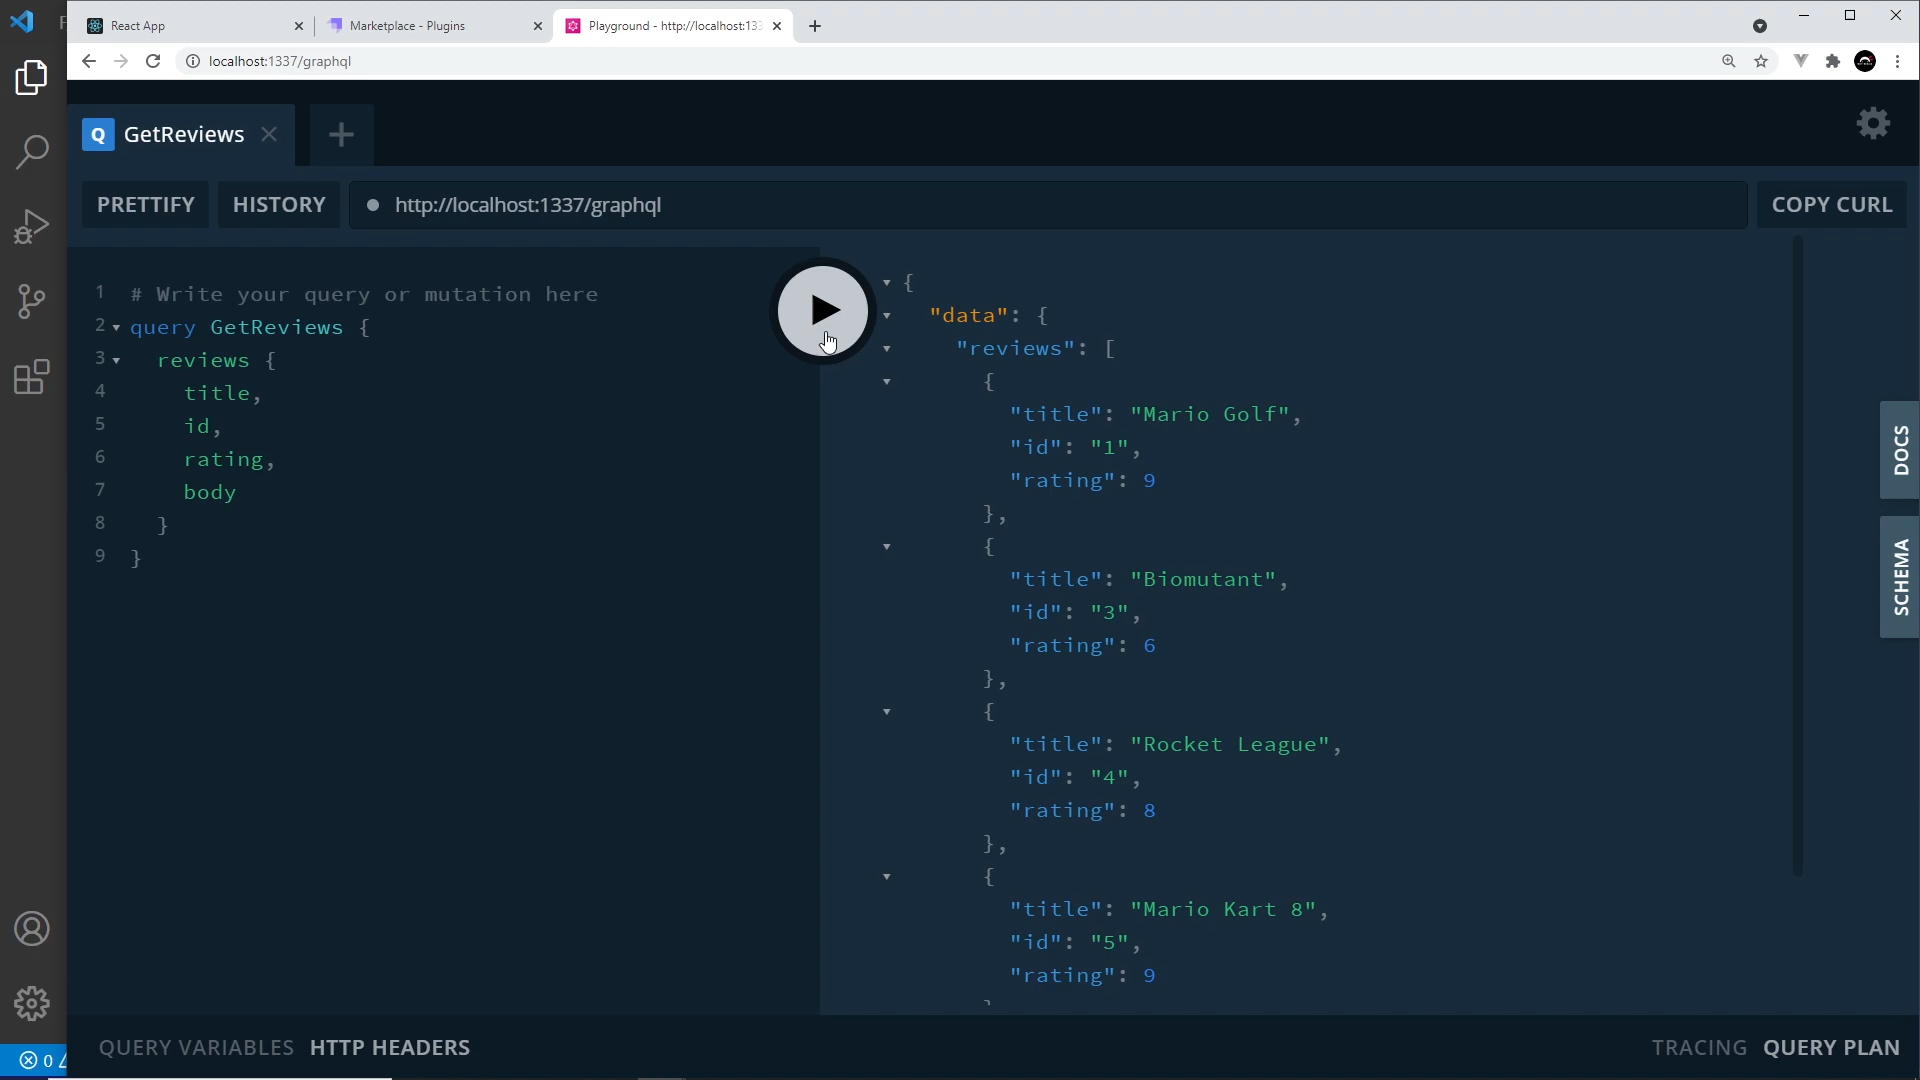 React App
Marketplace - Plugins
Playground - http://localhost:133
localhost:1337/graphql
Q GetReviews
PRETTIFY
HISTORY
http://localhost:1337/graphql
COPY CURL
1 # Write your query or mutation here
2 query GetReviews {
3 reviews {
4 title,
5 id,
6 rating,
7 body
8 }
9 }
{
"data": {
"reviews": [
{
"title": "Mario Golf",
"id": "1",
"rating": 9
},
{
"title": "Biomutant",
"id": "3",
"rating": 6
},
{
"title": "Rocket League",
"id": "4",
"rating": 8
},
{
"title": "Mario Kart 8",
"id": "5",
"rating": 9
}
DOCS
SCHEMA
QUERY VARIABLES HTTP HEADERS
TRACING QUERY PLAN
0